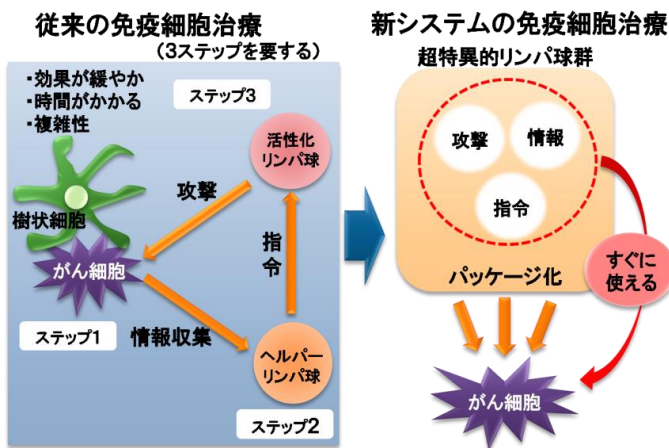 従来の免疫細胞治療
（3ステップを要する）
・効果が緩やか
・時間がかかる
・複雑性
ステップ3
活性化
リンパ球
攻撃
樹状細胞
指令
がん細胞
ステップ1
情報収集
ヘルパー
リンパ球
ステップ2
新システムの免疫細胞治療
超特異的リンパ球群
攻撃
情報
指令
パッケージ化
すぐに
使える
がん細胞